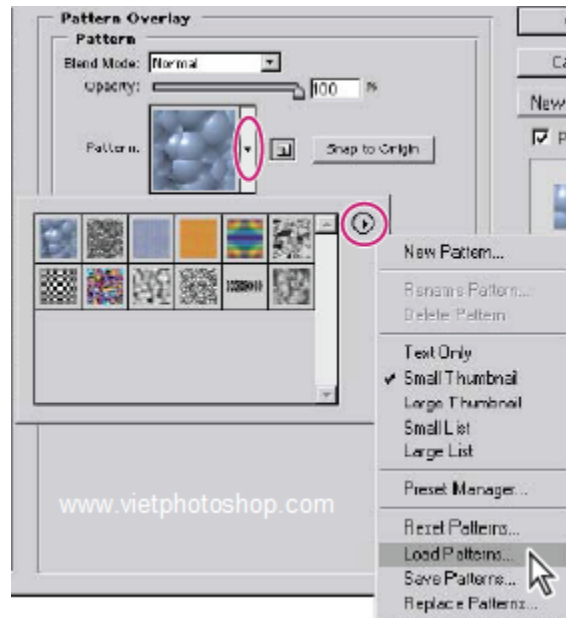 Pattern Overlay
Pattern
Blend Mode: Normal
Opacity: 100 %
Pattern:
Snap to Origin
New
New Pattern...
Rename Pattern...
Delete Pattern
Text Only
Small Thumbnail
Large Thumbnail
Small List
Large List
Preset Manager...
www.vietphotoshop.com
Reset Patterns...
Load Patterns...
Save Patterns...
Replace Patterns...